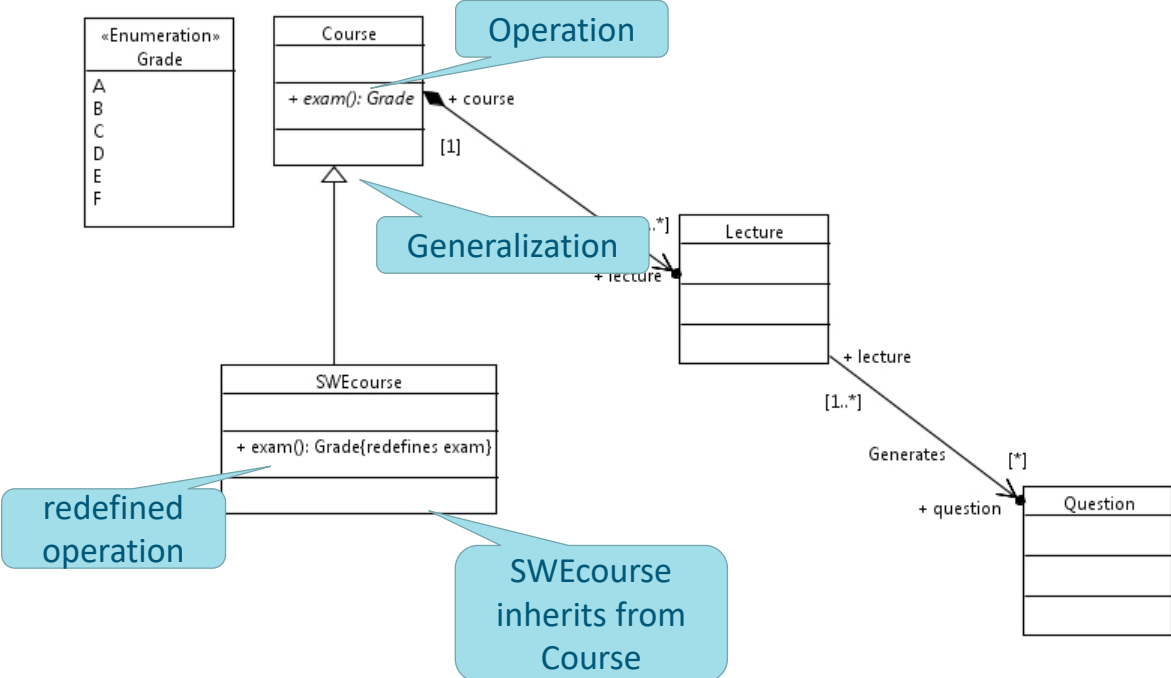 «Enumeration»
Grade
A
B
C
D
E
F
Course
+ exam(): Grade
Operation
+ course
[1]
Generalization
..*]
+ lecture
Lecture
SWEcourse
+ exam(): Grade{redefines exam}
redefined
operation
SWEcourse
inherits from
Course
+ lecture
[1..*]
Generates
[*]
+ question
Question